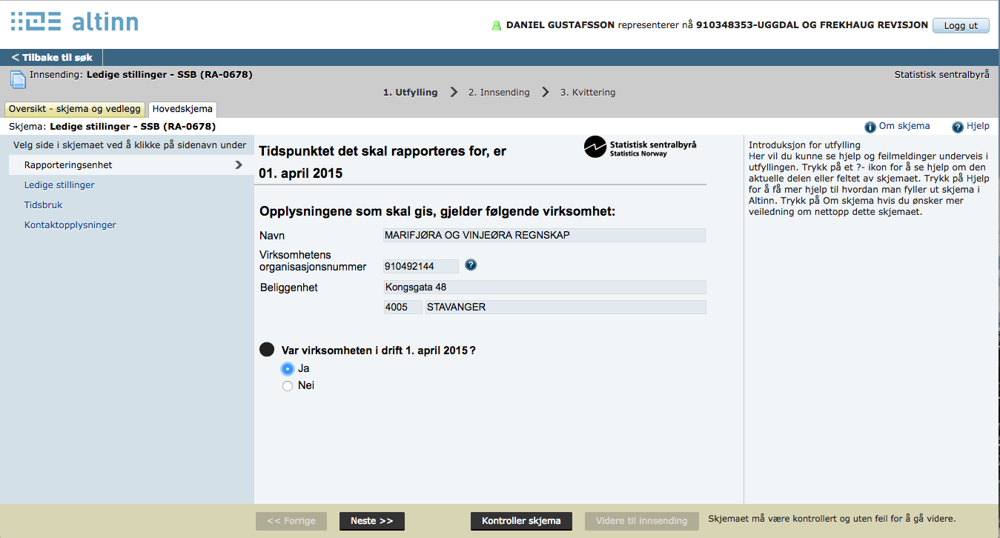 altinn
DANIEL GUSTAFSSON representerer nå 910348353-UGGDAL OG FREKHAUG REVISJON
Logg ut
< Tilbake til søk
Innsending: Ledige stillinger - SSB (RA-0678)
Statistisk sentralbyrå
1. Utfylling
2. Innsending
3. Kvittering
Oversikt - skjema og vedlegg
Hovedskjema
Skjema: Ledige stillinger - SSB (RA-0678)
Om skjema
Hjelp
Velg side i skjemaet ved å klikke på sidenavn under
Rapporteringsenhet
Ledige stillinger
Tidsbruk
Kontaktopplysninger
Tidspunktet det skal rapporteres for, er
01. april 2015
Statistisk sentralbyrå
Statistics Norway
Opplysningene som skal gis, gjelder følgende virksomhet:
Navn
MARIFJØRA OG VINJEØRA REGNSKAP
Virksomhetens
organisasjonsnummer
910492144
?
Beliggenhet
Kongsgata 48
4005
STAVANGER
Var virksomheten i drift 1. april 2015?
Ja
Nei
Introduksjon for utfylling
Her vil du kunne se hjelp og feilmeldinger underveis i
utfyllingen. Trykk på et ?- ikon for å se hjelp om den
aktuelle delen eller feltet av skjemaet. Trykk på Hjelp
for å få mer hjelp til hvordan man fyller ut skjema i
Altinn. Trykk på Om skjema hvis du ønsker mer
veiledning om nettopp dette skjemaet.
<< Forrige
Neste >>
Kontroller skjema
Videre til Innsending
Skjemaet må være kontrollert og uten feil for å gå videre.